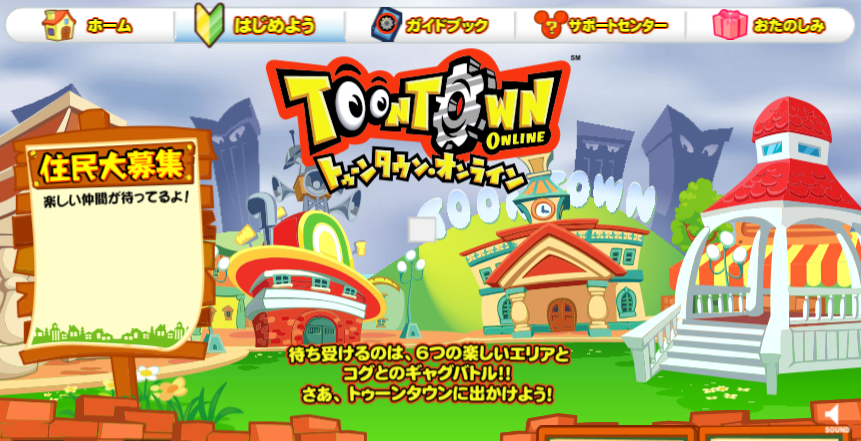 ホーム
はじめよう
ガイドブック
サポートセンター
おたのしみ
TOONTOWN
ONLINE
SM
トゥーンタウン・オンライン
住民大募集
楽しい仲間が待ってるよ!
TOONTOWN
待ち受けるのは、6つの楽しいエリアと
コグとのギャグバトル!!
さあ、トゥーンタウンに出かけよう!
SOUND